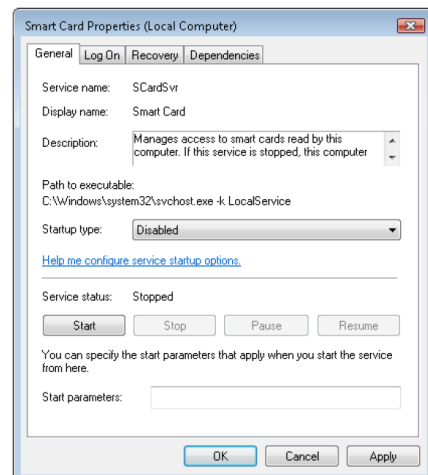 Smart Card Properties (Local Computer)
General Log On Recovery Dependencies
Service name: SCardSvr
Display name: Smart Card
Description: Manages access to smart cards read by this
computer. If this service is stopped, this computer
Path to executable:
C:\Windows\system32\svchost.exe -k LocalService
Startup type: Disabled
Help me configure service startup options.
Service status: Stopped
Start Stop Pause Resume
You can specify the start parameters that apply when you start the service
from here.
Start parameters:
OK Cancel Apply